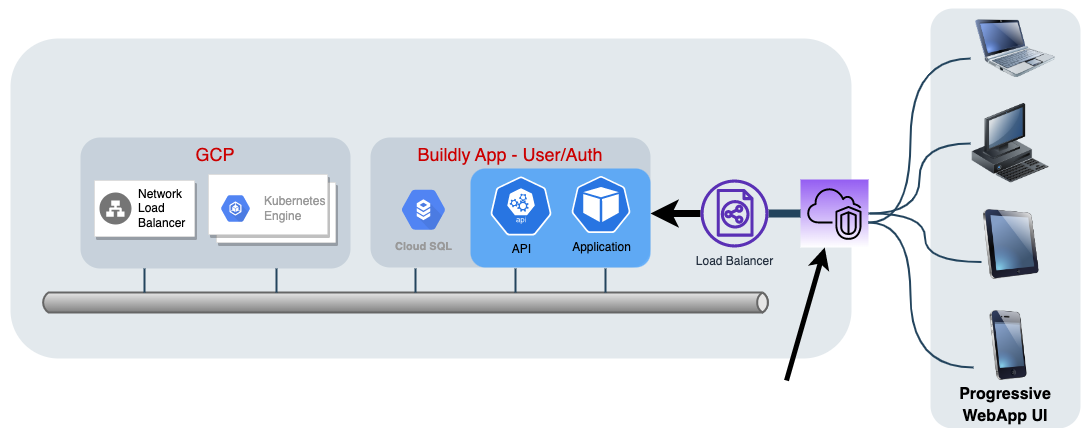 GCP
Network
Load
Balancer
Kubernetes
Engine
Buildly App - User/Auth
Cloud SQL
api
API
Application
Load Balancer
Progressive
WebApp UI